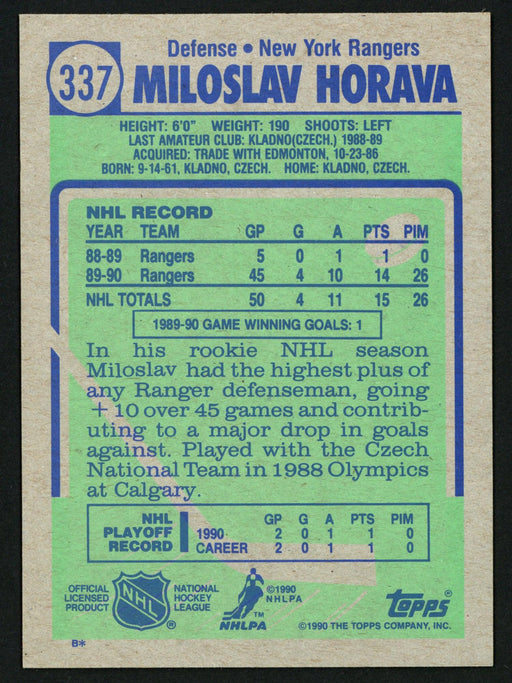 337
Defense • New York Rangers
MILOSLAV HORAVA
HEIGHT: 6'0" WEIGHT: 190 SHOOTS: LEFT
LAST AMATEUR CLUB: KLADNO(CZECH.) 1988-89
ACQUIRED: TRADE WITH EDMONTON, 10-23-86
BORN: 9-14-61, KLADNO, CZECH. HOME: KLADNO, CZECH.
NHL RECORD
YEAR TEAM GP G A PTS PIM
88-89 Rangers 5 0 1 1 0
89-90 Rangers 45 4 10 14 26
NHL TOTALS 50 4 11 15 26
1989-90 GAME WINNING GOALS: 1
In his rookie NHL season
Miloslav had the highest plus of
any Ranger defenseman, going
+10 over 45 games and contrib-
uting to a major drop in goals
against. Played with the Czech
National Team in 1988 Olympics
at Calgary.
NHL PLAYOFF RECORD
GP G A PTS PIM
1990 2 0 1 1 0
CAREER 2 0 1 1 0
OFFICIAL
LICENSED
PRODUCT
NHL
®
NATIONAL
HOCKEY
LEAGUE
©1990
NHLPA
™
NHLPA
topps®
©1990 THE TOPPS COMPANY, INC.
B*